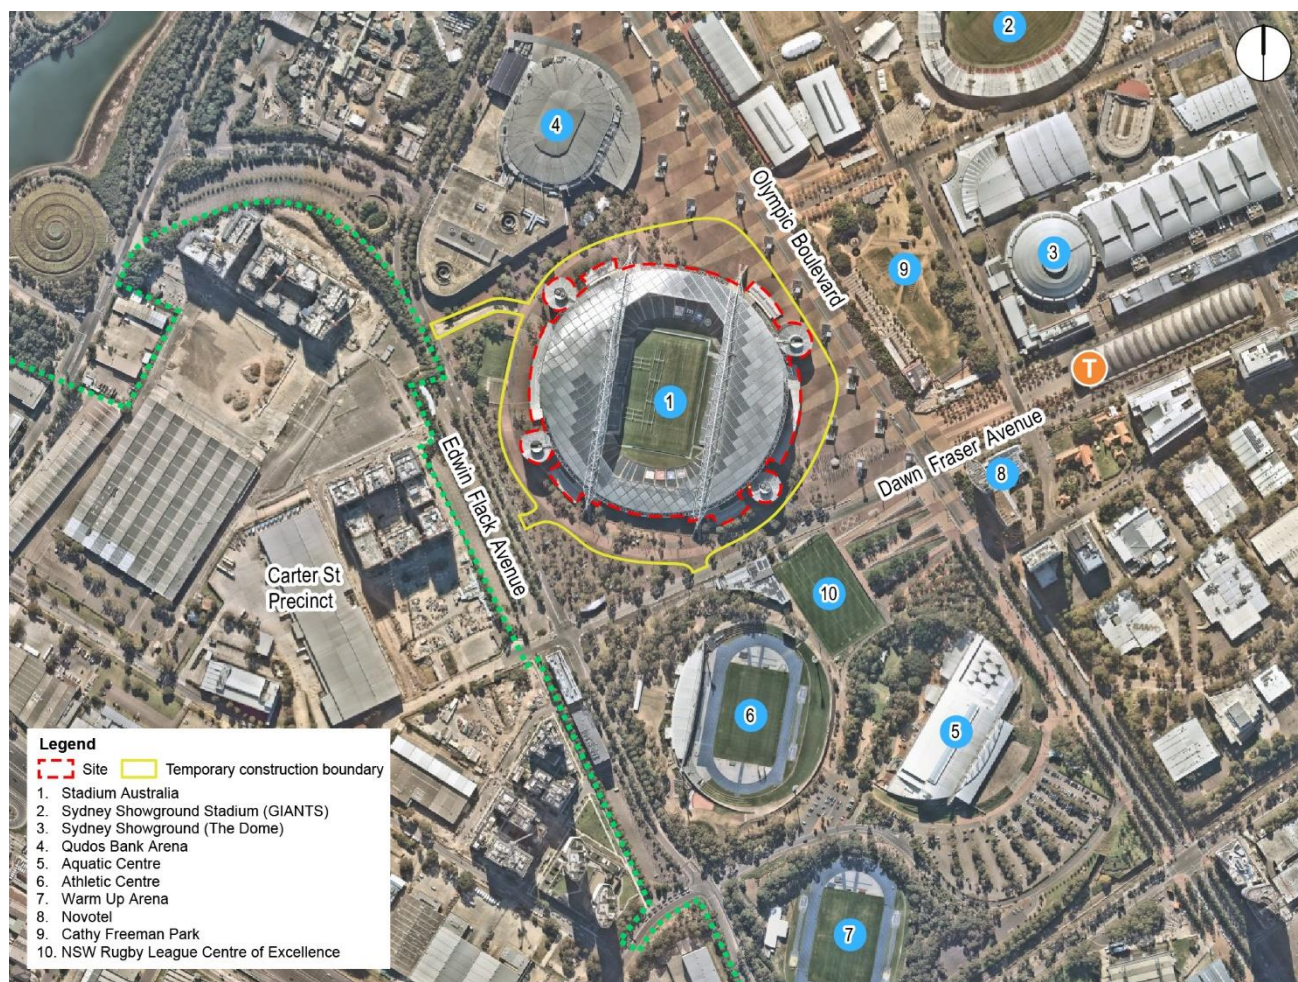 2
4
Olympic Boulevard
3
9
T
1
Dawn Fraser Avenue
8
Edwin Flack Avenue
Carter St
Precinct
10
6
5
7
Legend
Site
Temporary construction boundary
1. Stadium Australia
2. Sydney Showground Stadium (GIANTS)
3. Sydney Showground (The Dome)
4. Qudos Bank Arena
5. Aquatic Centre
6. Athletic Centre
7. Warm Up Arena
8. Novotel
9. Cathy Freeman Park
10. NSW Rugby League Centre of Excellence